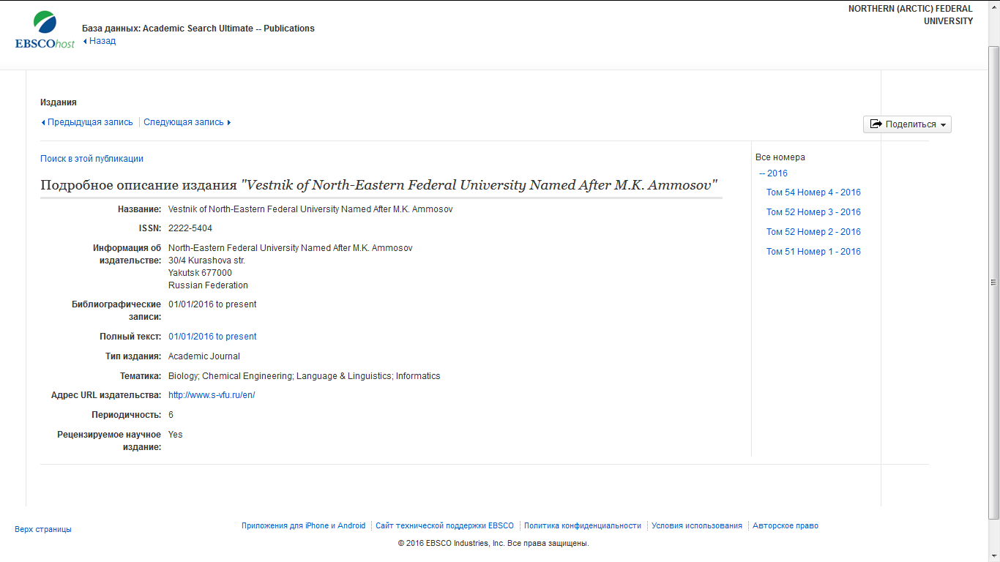 NORTHERN (ARCTIC) FEDERAL
UNIVERSITY
EBSCOhost
База данных: Academic Search Ultimate -- Publications
Назад
Издания
Предыдущая запись
Следующая запись
Поделиться
Поиск в этой публикации
Подробное описание издания "Vestnik of North-Eastern Federal University Named After M.K. Ammosov"
Название: Vestnik of North-Eastern Federal University Named After M.K. Ammosov
ISSN: 2222-5404
Информация об North-Eastern Federal University Named After M.K. Ammosov
издательстве: 30/4 Kurashova str.
Yakutsk 677000
Russian Federation
Библиографические 01/01/2016 to present
записи:
Полный текст: 01/01/2016 to present
Тип издания: Academic Journal
Тематика: Biology; Chemical Engineering; Language & Linguistics; Informatics
Адрес URL издательства: http://www.s-vfu.ru/en/
Периодичность: 6
Рецензируемое научное Yes
издание:
Все номера
-- 2016
Том 54 Номер 4 - 2016
Том 52 Номер 3 - 2016
Том 52 Номер 2 - 2016
Том 51 Номер 1 - 2016
Верх страницы
Приложения для iPhone и Android
Сайт технической поддержки EBSCO
Политика конфиденциальности
Условия использования
Авторское право
© 2016 EBSCO Industries, Inc. Все права защищены.